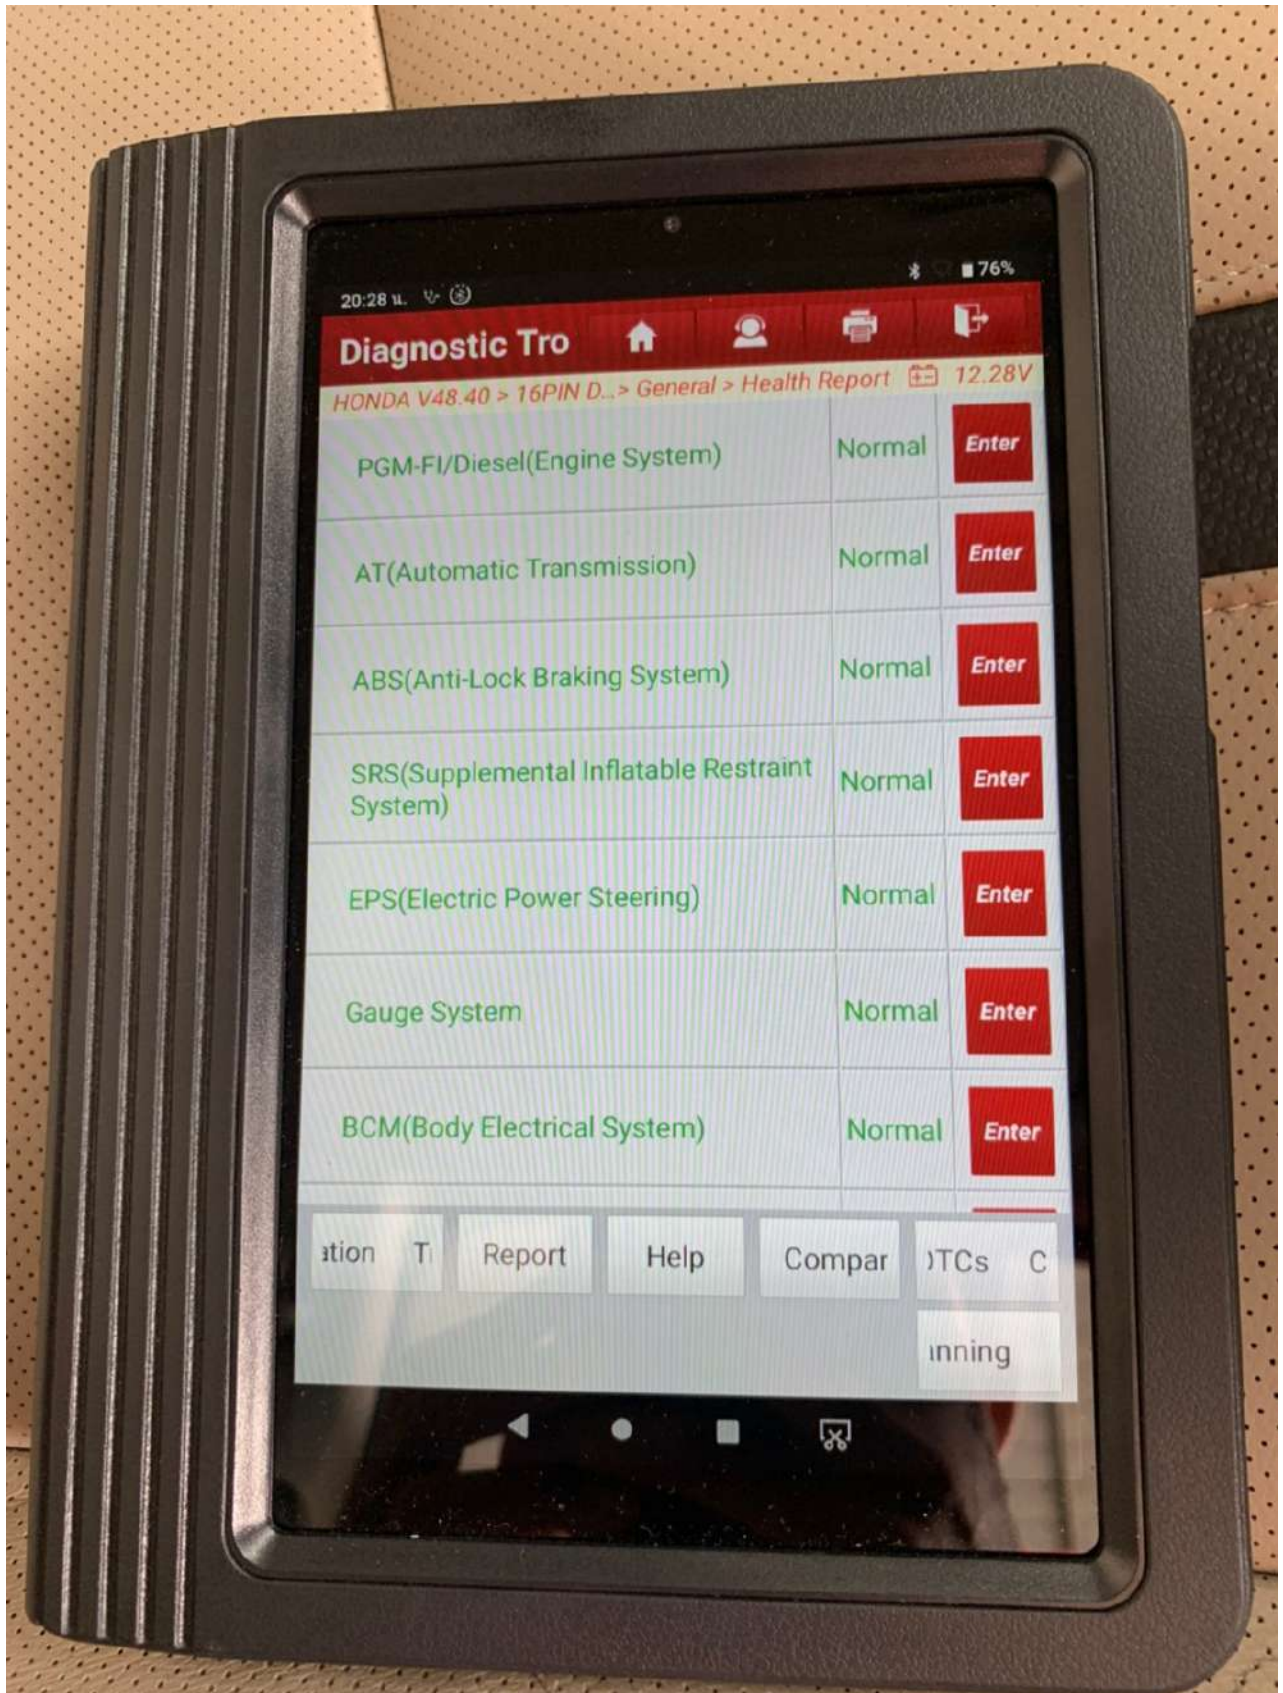 20:28 น.
76%
Diagnostic Tro
HONDA V48.40 > 16PIN D...> General > Health Report 12.28V
PGM-FI/Diesel(Engine System) Normal Enter
AT(Automatic Transmission) Normal Enter
ABS(Anti-Lock Braking System) Normal Enter
SRS(Supplemental Inflatable Restraint
System) Normal Enter
EPS(Electric Power Steering) Normal Enter
Gauge System Normal Enter
BCM(Body Electrical System) Normal Enter
ation T Report Help Compar DTCs C
nning